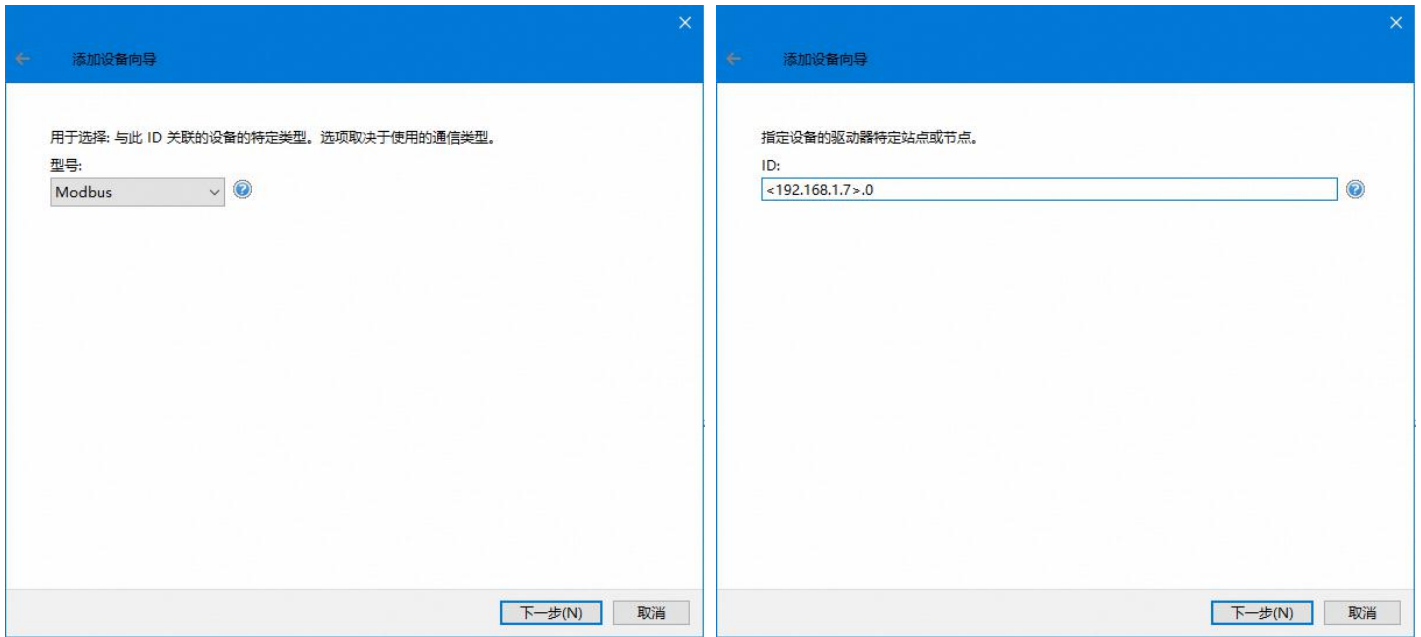 添加设备向导
用于选择: 与此 ID 关联的设备的特定类型。选项取决于使用的通信类型。
型号:
Modbus
下一步(N)
取消
添加设备向导
指定设备的驱动器特定站点或节点。
ID:
<192.168.1.7>.0
下一步(N)
取消